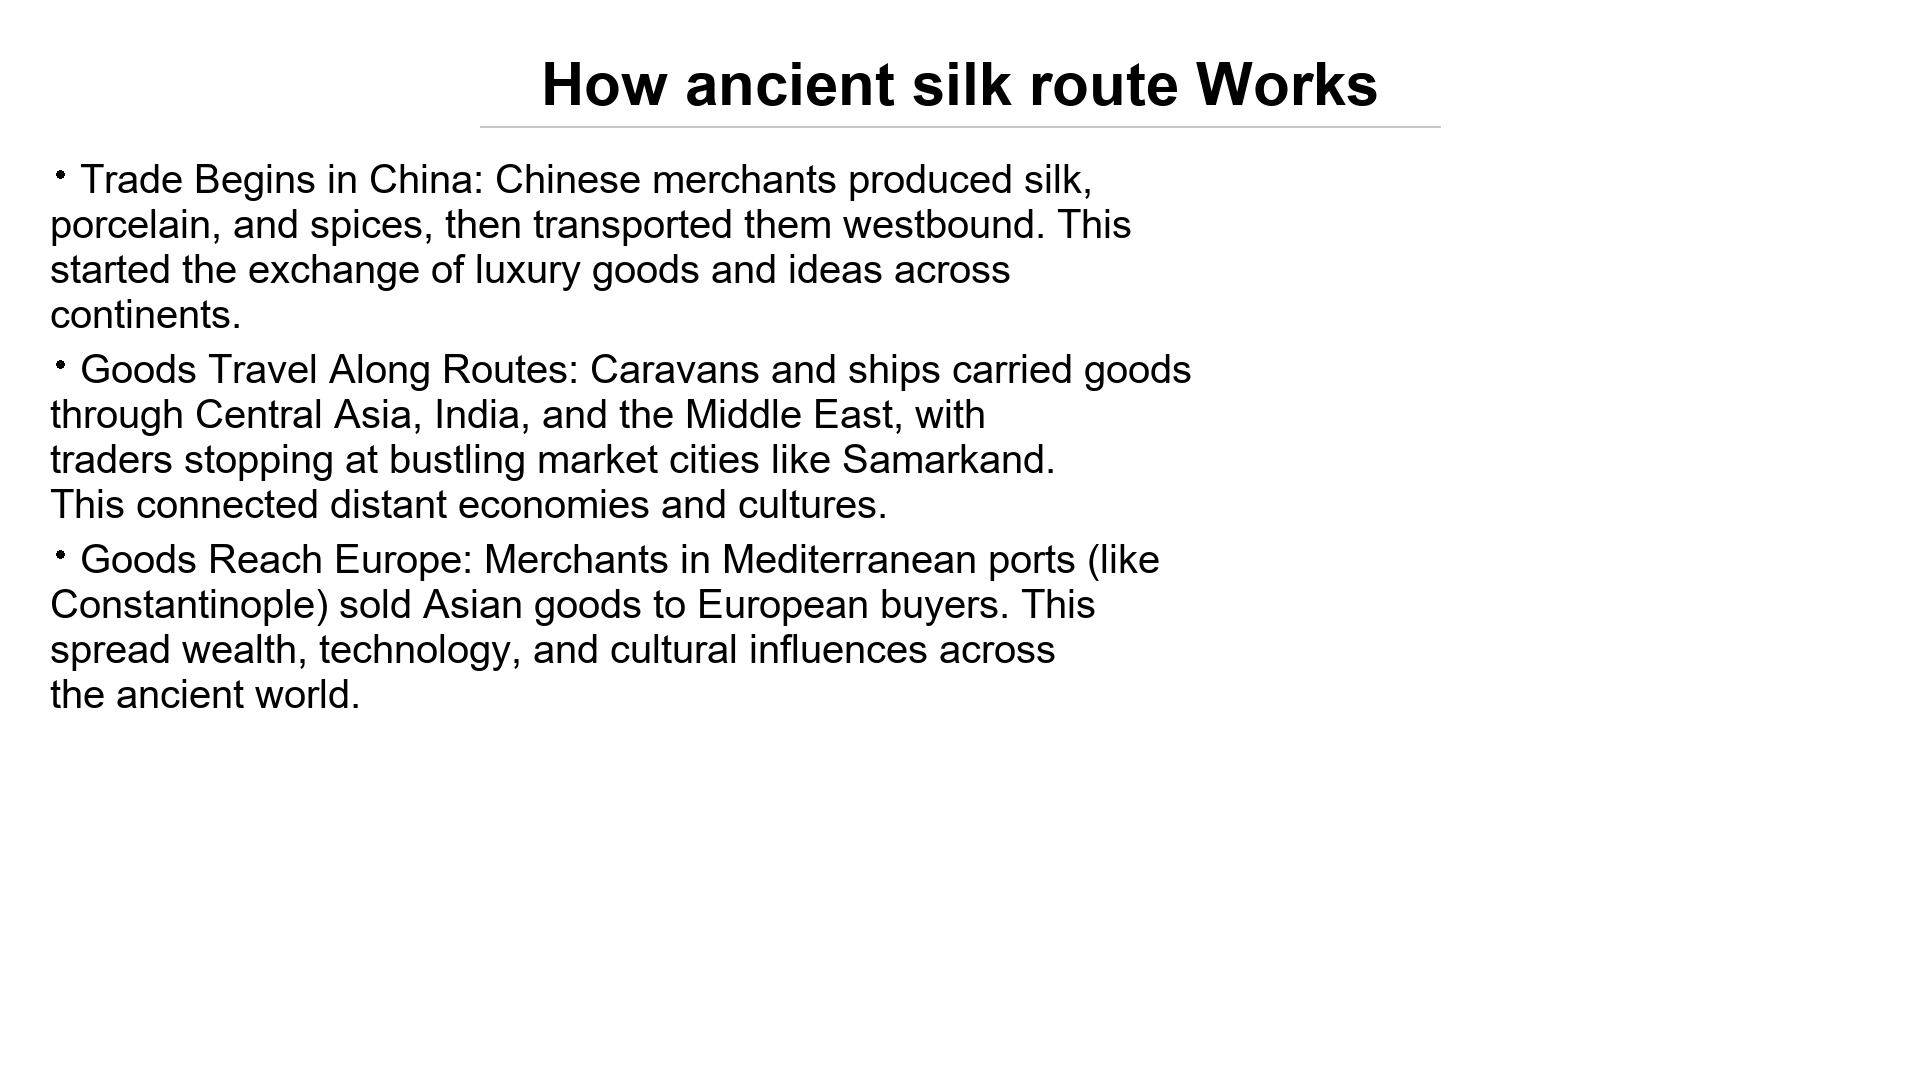 How ancient silk route Works
• Trade Begins in China: Chinese merchants produced silk,
porcelain, and spices, then transported them westbound. This
started the exchange of luxury goods and ideas across
continents.
• Goods Travel Along Routes: Caravans and ships carried goods
through Central Asia, India, and the Middle East, with
traders stopping at bustling market cities like Samarkand.
This connected distant economies and cultures.
• Goods Reach Europe: Merchants in Mediterranean ports (like
Constantinople) sold Asian goods to European buyers. This
spread wealth, technology, and cultural influences across
the ancient world.